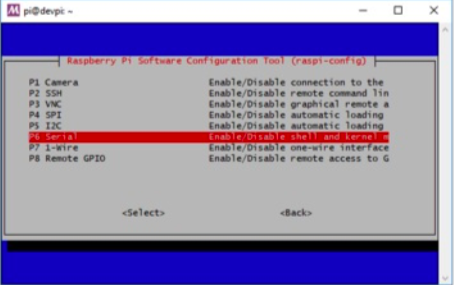 pi@devpi: ~
Raspberry Pi Software Configuration Tool (raspi-config)
P1 Camera Enable/Disable connection to the
P2 SSH Enable/Disable remote command lin
P3 VNC Enable/Disable graphical remote a
P4 SPI Enable/Disable automatic loading
P5 I2C Enable/Disable automatic loading
P6 Serial Enable/Disable shell and kernel m
P7 1-Wire Enable/Disable one-wire interface
P8 Remote GPIO Enable/Disable remote access to G
<Select> <Back>